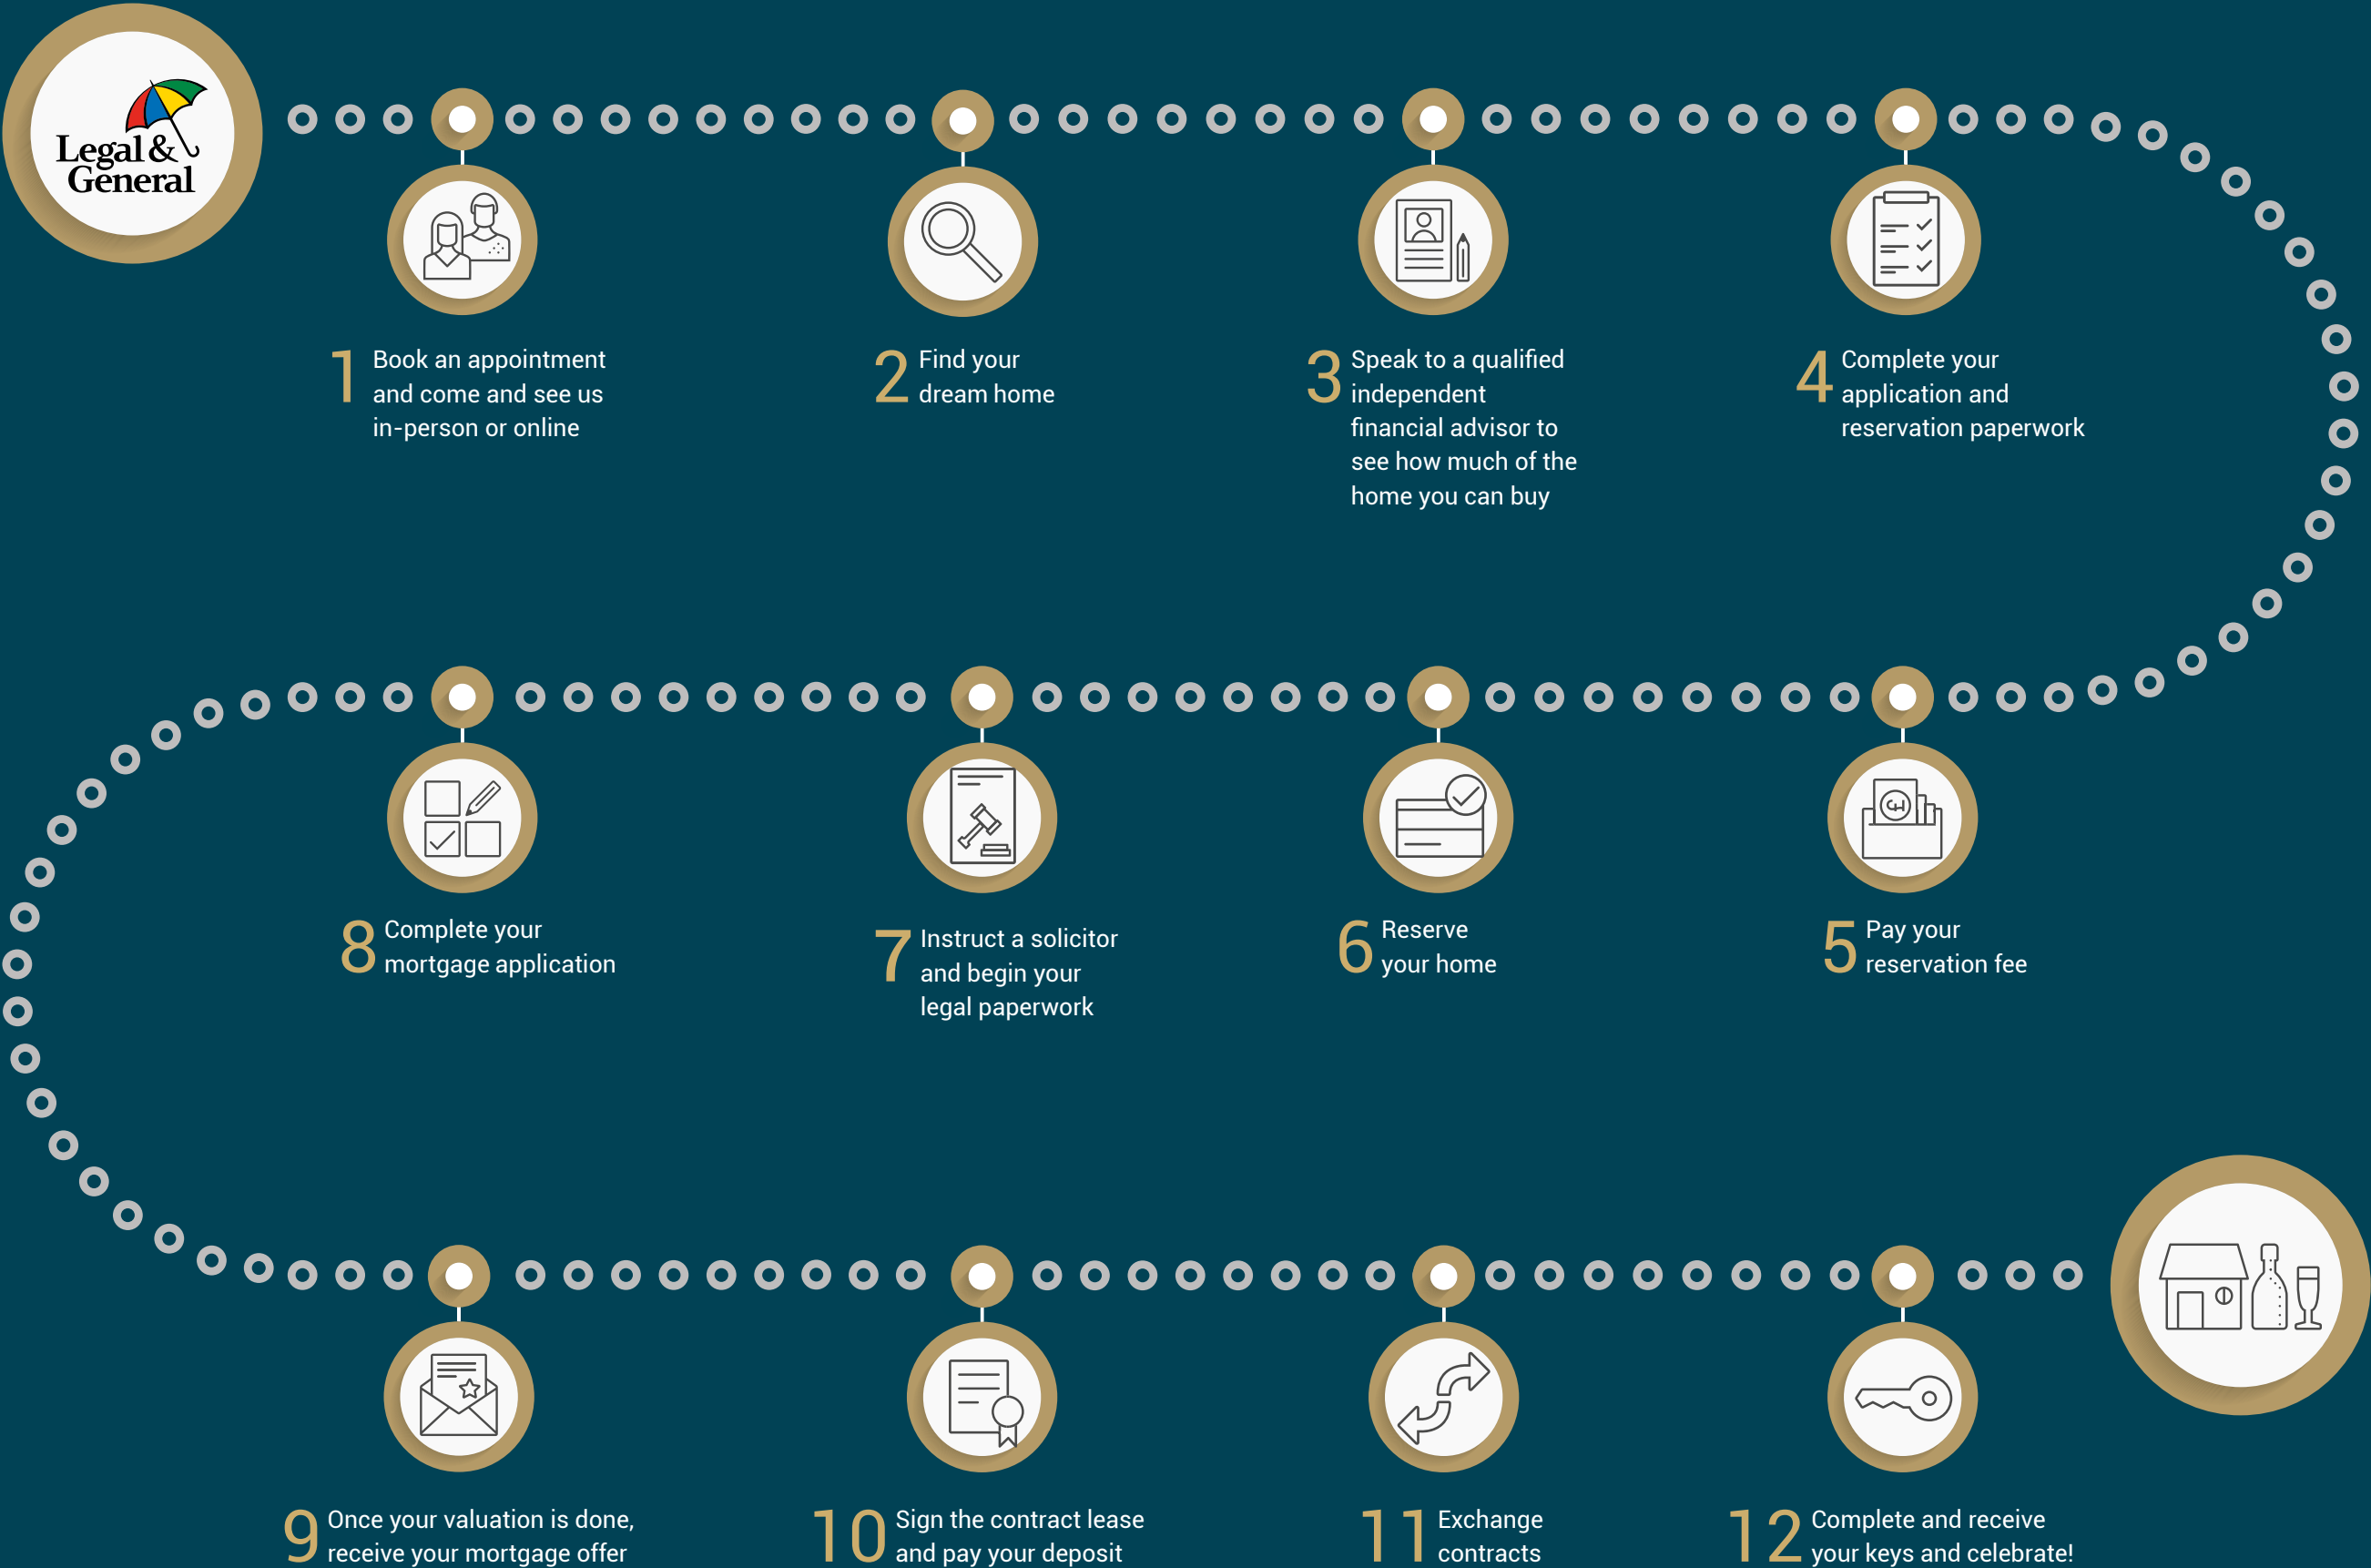 Legal &
General
1 Book an appointment
and come and see us
in-person or online
2 Find your
dream home
3 Speak to a qualified
independent
financial advisor to
see how much of the
home you can buy
4 Complete your
application and
reservation paperwork
5 Pay your
reservation fee
6 Reserve
your home
7 Instruct a solicitor
and begin your
legal paperwork
8 Complete your
mortgage application
9 Once your valuation is done,
receive your mortgage offer
10 Sign the contract lease
and pay your deposit
11 Exchange
contracts
12 Complete and receive
your keys and celebrate!